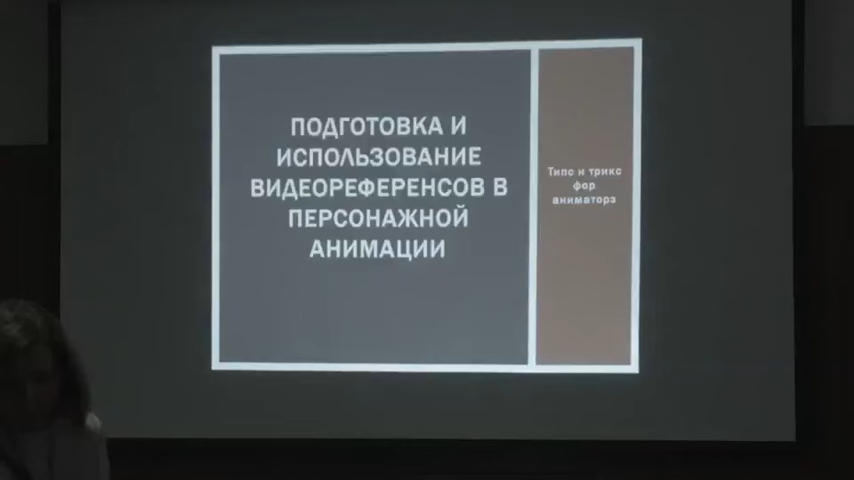 ПОДГОТОВКА И
ИСПОЛЬЗОВАНИЕ
ВИДЕОРЕФЕРЕНСОВ В
ПЕРСОНАЖНОЙ
АНИМАЦИИ
Типс и трикс
фор
аниматорз